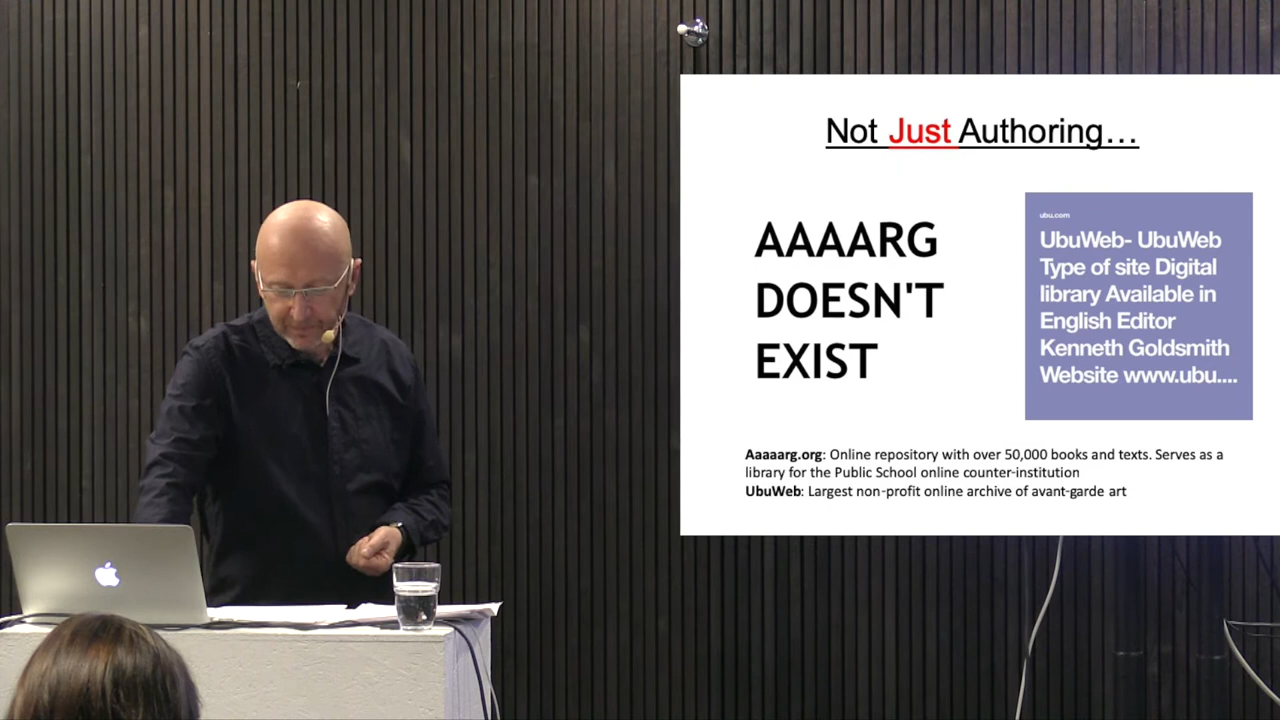 Not Just Authoring...
AAAARG
DOESN'T
EXIST
ubu.com
UbuWeb- UbuWeb
Type of site Digital
library Available in
English Editor
Kenneth Goldsmith
Website www.ubu....
Aaaaarg.org: Online repository with over 50,000 books and texts. Serves as a
library for the Public School online counter-institution
UbuWeb: Largest non-profit online archive of avant-garde art